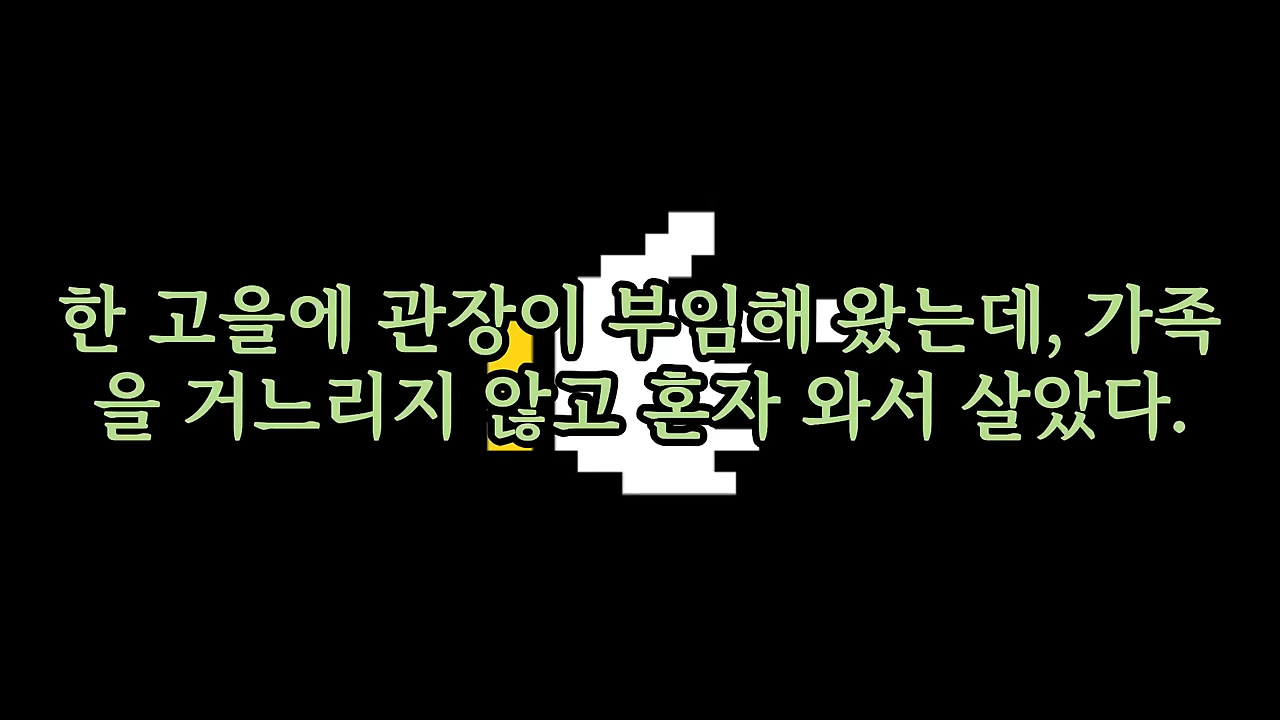 한 고을에 관장이 부임해 왔는데, 가족
을 거느리지 않고 혼자 와서 살았다.